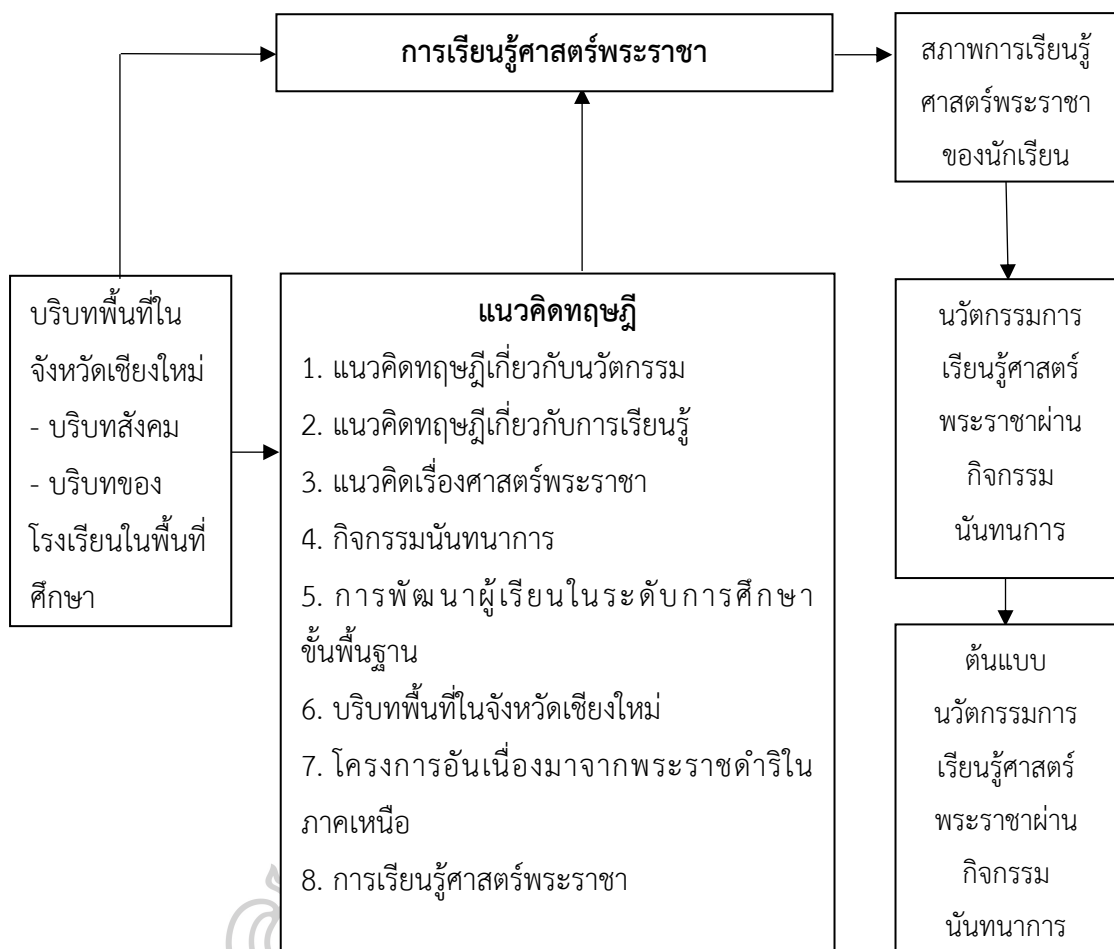 การเรียนรู้ศาสตร์พระราชา
สภาพการเรียนรู้
ศาสตร์พระราชา
ของนักเรียน
บริบทพื้นที่ใน
จังหวัดเชียงใหม่
- บริบทสังคม
- บริบทของ
โรงเรียนในพื้นที่
ศึกษา
แนวคิดทฤษฎี
1. แนวคิดทฤษฎีเกี่ยวกับนวัตกรรม
2. แนวคิดทฤษฎีเกี่ยวกับการเรียนรู้
3. แนวคิดเรื่องศาสตร์พระราชา
4. กิจกรรมนันทนาการ
5. การพัฒนาผู้เรียนในระดับการศึกษา
ขั้นพื้นฐาน
6. บริบทพื้นที่ในจังหวัดเชียงใหม่
7. โครงการอันเนื่องมาจากพระราชดำริใน
ภาคเหนือ
8. การเรียนรู้ศาสตร์พระราชา
นวัตกรรมการ
เรียนรู้ศาสตร์
พระราชาผ่าน
กิจกรรม
นันทนการ
ต้นแบบ
นวัตกรรมการ
เรียนรู้ศาสตร์
พระราชาผ่าน
กิจกรรม
นันทนาการ